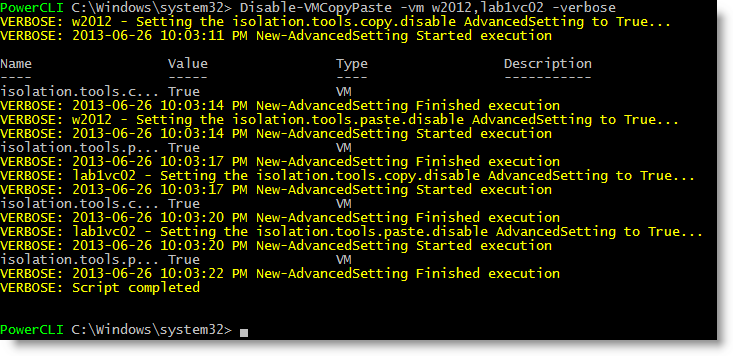 PowerCLI C:\Windows\system32> Disable-VMCopyPaste -vm w2012,lab1vc02 -verbose
VERBOSE: w2012 - Setting the isolation.tools.copy.disable AdvancedSetting to True...
VERBOSE: 2013-06-26 10:03:11 PM New-AdvancedSetting Started execution
Name Value Type Description
---- ----- ---- -----------
isolation.tools.c... True VM
VERBOSE: 2013-06-26 10:03:14 PM New-AdvancedSetting Finished execution
VERBOSE: w2012 - Setting the isolation.tools.paste.disable AdvancedSetting to True...
VERBOSE: 2013-06-26 10:03:14 PM New-AdvancedSetting Started execution
isolation.tools.p... True VM
VERBOSE: 2013-06-26 10:03:17 PM New-AdvancedSetting Finished execution
VERBOSE: lab1vc02 - Setting the isolation.tools.copy.disable AdvancedSetting to True...
VERBOSE: 2013-06-26 10:03:17 PM New-AdvancedSetting Started execution
isolation.tools.c... True VM
VERBOSE: 2013-06-26 10:03:20 PM New-AdvancedSetting Finished execution
VERBOSE: lab1vc02 - Setting the isolation.tools.paste.disable AdvancedSetting to True...
VERBOSE: 2013-06-26 10:03:20 PM New-AdvancedSetting Started execution
isolation.tools.p... True VM
VERBOSE: 2013-06-26 10:03:22 PM New-AdvancedSetting Finished execution
VERBOSE: Script completed
PowerCLI C:\Windows\system32>